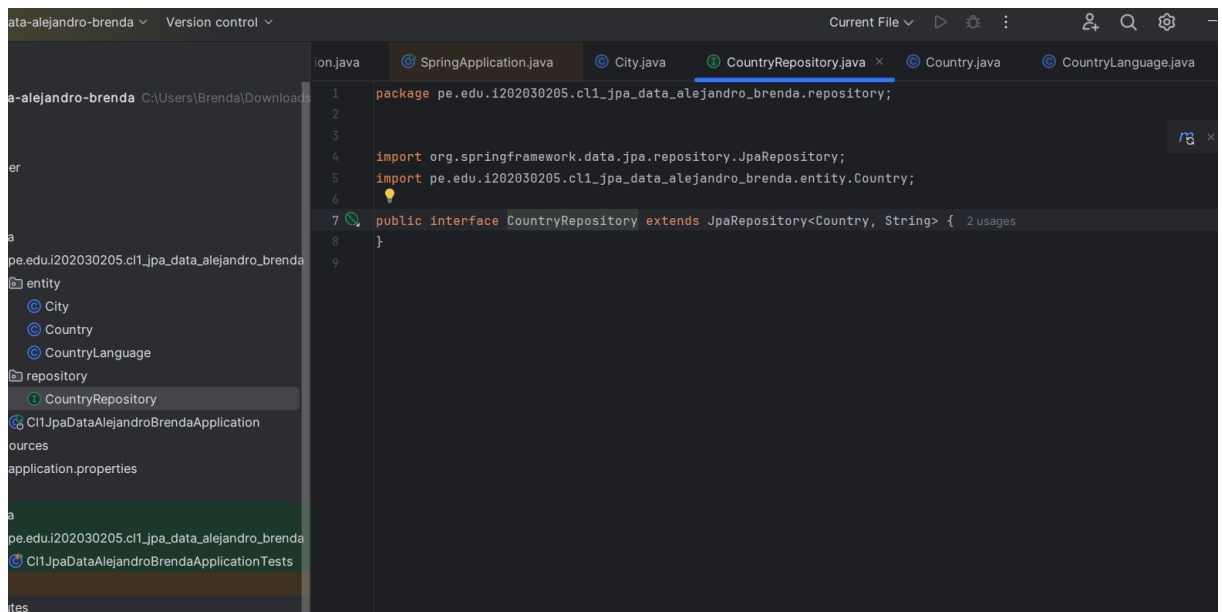 ata-alejandro-brenda Version control Current File
ion.java SpringApplication.java City.java CountryRepository.java × Country.java CountryLanguage.java
a-alejandro-brenda C:\Users\Brenda\Downloads
er
a
pe.edu.i202030205.cl1_jpa_data_alejandro_brenda
entity
City
Country
CountryLanguage
repository
CountryRepository
Cl1JpaDataAlejandroBrendaApplication
ources
application.properties
a
pe.edu.i202030205.cl1_jpa_data_alejandro_brenda
Cl1JpaDataAlejandroBrendaApplicationTests
tes
1 package pe.edu.i202030205.cl1_jpa_data_alejandro_brenda.repository;
2
3
4 import org.springframework.data.jpa.repository.JpaRepository;
5 import pe.edu.i202030205.cl1_jpa_data_alejandro_brenda.entity.Country;
6
7 public interface CountryRepository extends JpaRepository<Country, String> { 2 usages
8 }
9